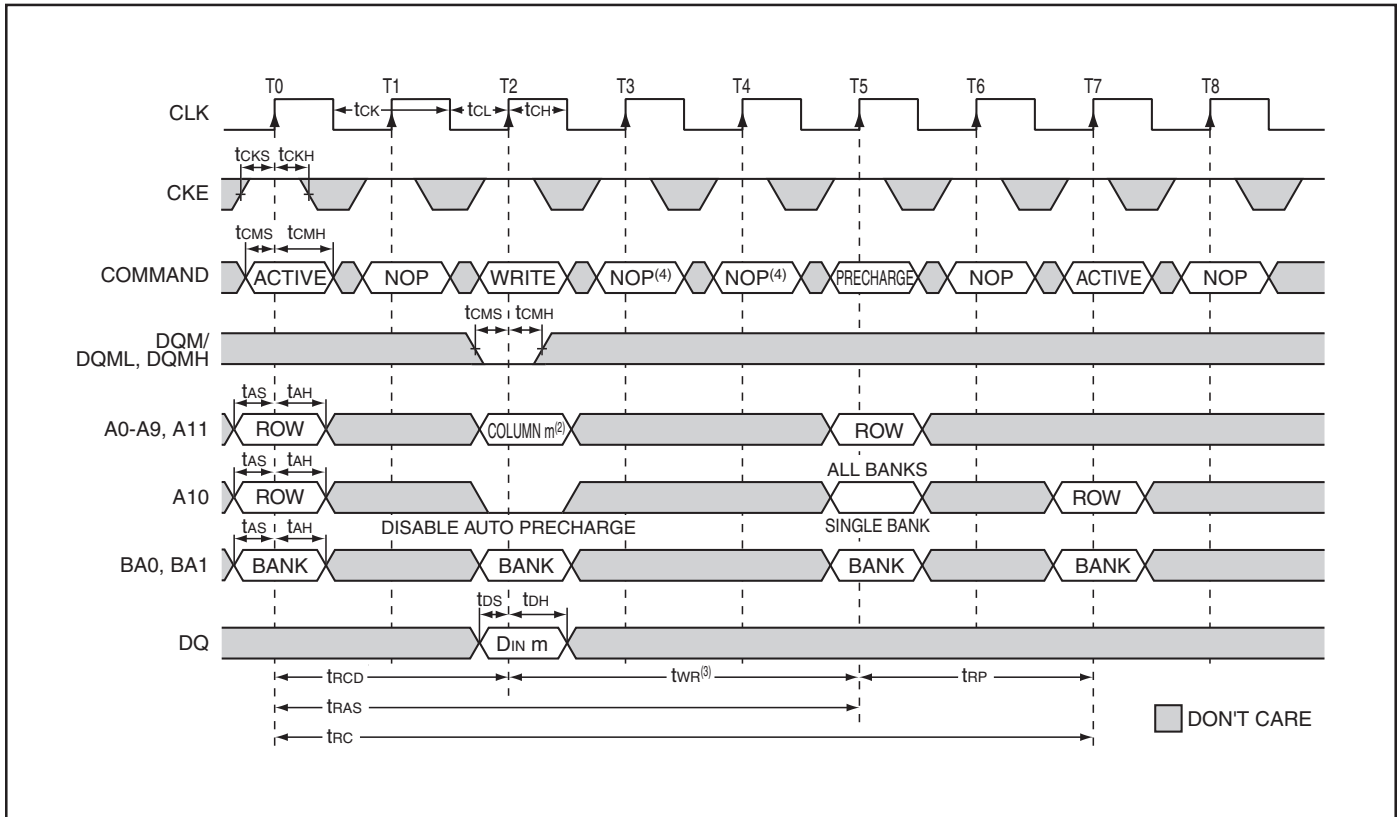 T0 T1 T2 T3 T4 T5 T6 T7 T8
CLK tCK tCL tCH
tCKS tCKH
CKE
tCMS tCMH
COMMAND ACTIVE NOP WRITE NOP(4) NOP(4) PRECHARGE NOP ACTIVE NOP
tCMS tCMH
DQM/
DQML, DQMH
tAS tAH
A0-A9, A11 ROW COLUMN m(2) ROW
tAS tAH ALL BANKS
A10 ROW ROW
DISABLE AUTO PRECHARGE SINGLE BANK
tAS tAH
BA0, BA1 BANK BANK BANK BANK
tDS tDH
DQ DIN m
tRCD tWR(3) tRP
tRAS
tRC
DON'T CARE